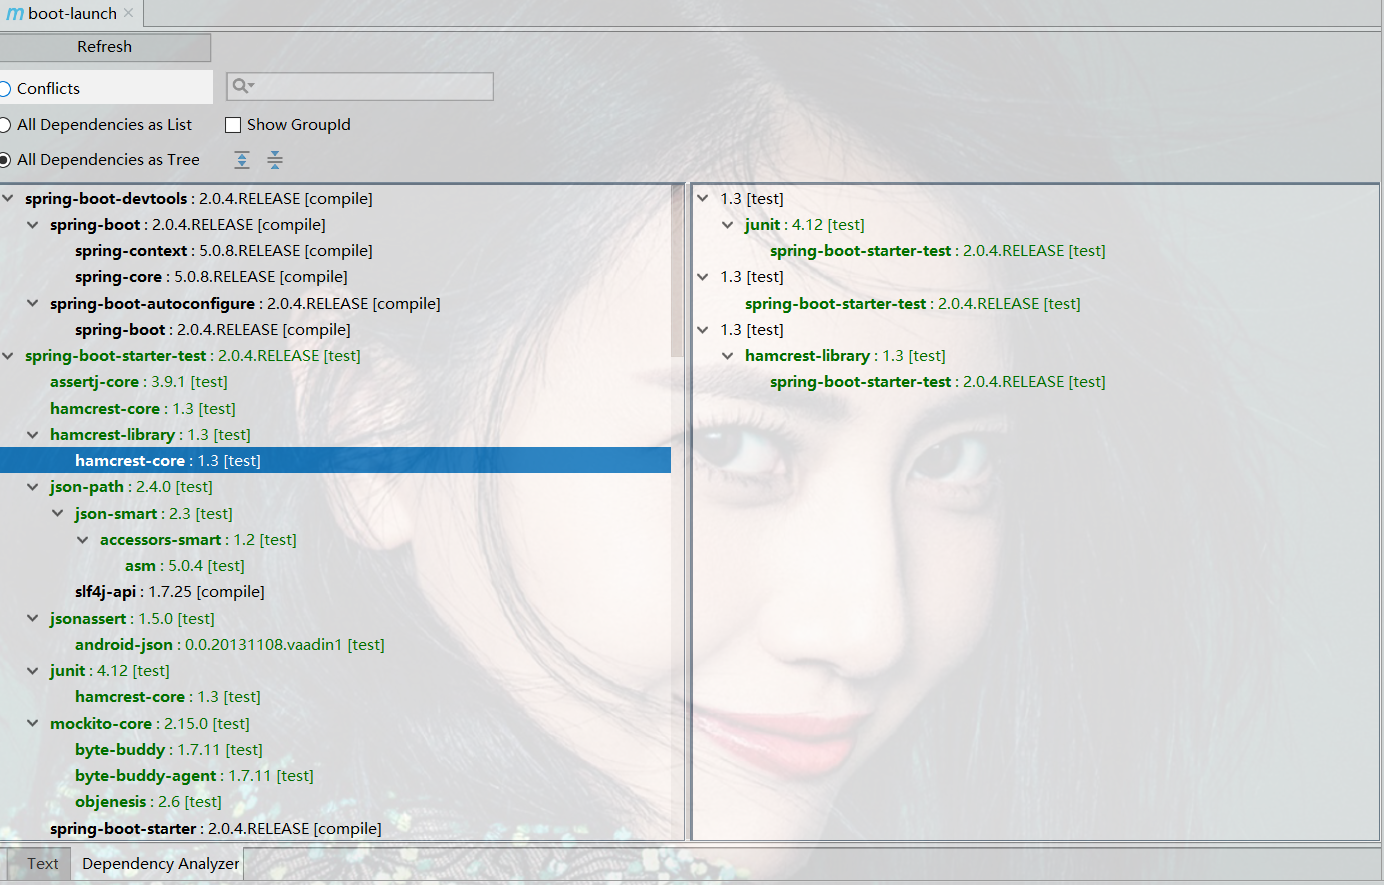 m boot-launch
Refresh
Conflicts
All Dependencies as List Show GroupId
All Dependencies as Tree
spring-boot-devtools : 2.0.4.RELEASE [compile]
spring-boot : 2.0.4.RELEASE [compile]
spring-context : 5.0.8.RELEASE [compile]
spring-core : 5.0.8.RELEASE [compile]
spring-boot-autoconfigure : 2.0.4.RELEASE [compile]
spring-boot : 2.0.4.RELEASE [compile]
spring-boot-starter-test : 2.0.4.RELEASE [test]
assertj-core : 3.9.1 [test]
hamcrest-core : 1.3 [test]
hamcrest-library : 1.3 [test]
hamcrest-core : 1.3 [test]
json-path : 2.4.0 [test]
json-smart : 2.3 [test]
accessors-smart : 1.2 [test]
asm : 5.0.4 [test]
slf4j-api : 1.7.25 [compile]
jsonassert : 1.5.0 [test]
android-json : 0.0.20131108.vaadin1 [test]
junit : 4.12 [test]
hamcrest-core : 1.3 [test]
mockito-core : 2.15.0 [test]
byte-buddy : 1.7.11 [test]
byte-buddy-agent : 1.7.11 [test]
objenesis : 2.6 [test]
spring-boot-starter : 2.0.4.RELEASE [compile]
1.3 [test]
junit : 4.12 [test]
spring-boot-starter-test : 2.0.4.RELEASE [test]
1.3 [test]
spring-boot-starter-test : 2.0.4.RELEASE [test]
1.3 [test]
hamcrest-library : 1.3 [test]
spring-boot-starter-test : 2.0.4.RELEASE [test]
Text Dependency Analyzer